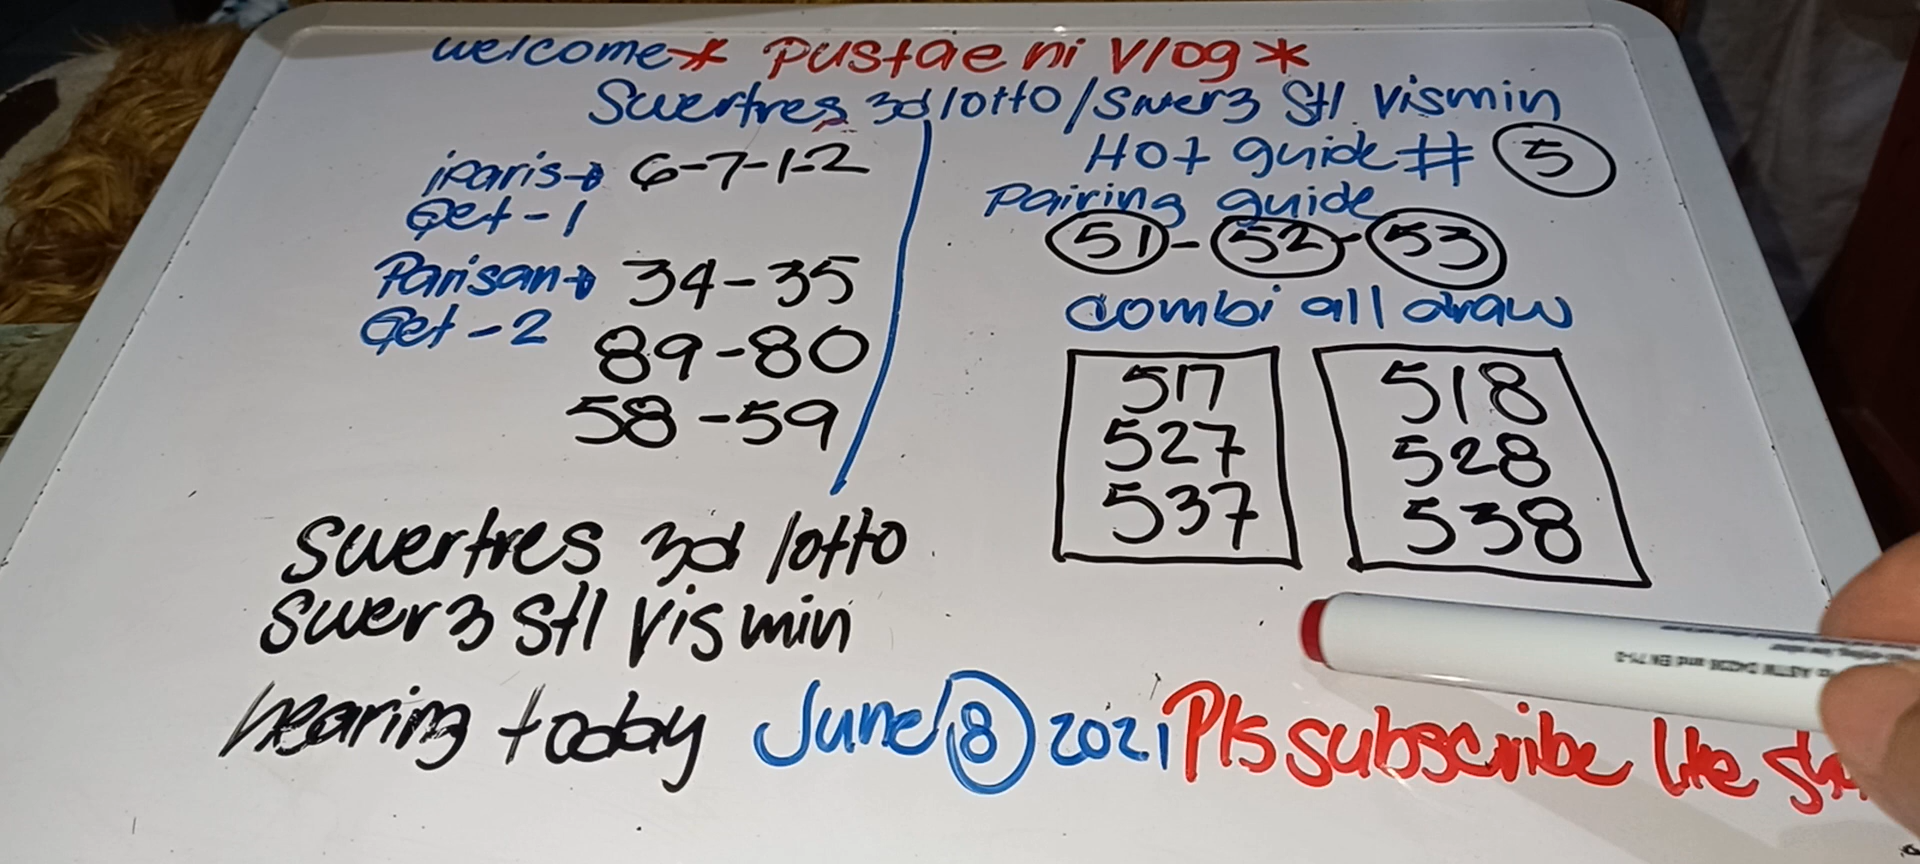 welcome* Pustae ni Vlog*
Swertres 3d lotto/Swer3 Stl Vismin
iparis→ 6-7-1-2
Get-1
Parisan→ 34-35
Get-2
89-80
58-59
Hot guide # 5
Pairing guide
51-52-53
combi all draw
517 518
527 528
537 538
Swertres 3d lotto
Swer3 Stl Vismin
hearing today June 8 2021 Pls subscribe like